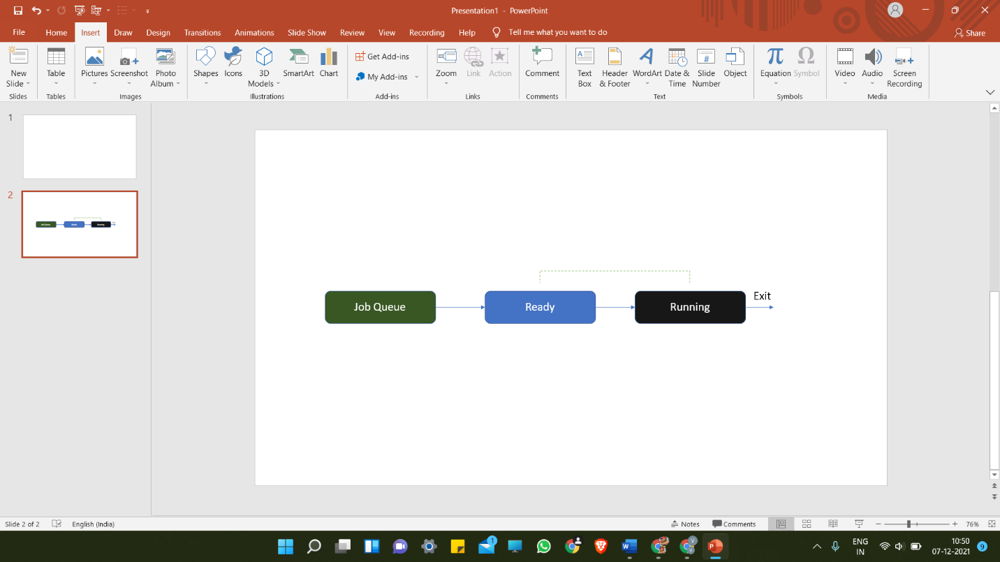 Presentation1 - PowerPoint
File Home Insert Draw Design Transitions Animations Slide Show Review View Recording Help Tell me what you want to do Share
New Slide
Table
Pictures
Screenshot
Photo Album
Shapes
Icons
3D Models
SmartArt
Chart
Get Add-ins
My Add-ins
Zoom
Link
Action
Comment
Text Box
Header & Footer
WordArt
Date & Time
Slide Number
Object
Equation
Symbol
Video
Audio
Screen Recording
Slides Tables Images Illustrations Add-ins Links Comments Text Symbols Media
1
2
Job Queue
Ready
Running
Exit
Job Queue
Ready
Running
Exit
Slide 2 of 2 English (India) Notes Comments 76%
1
ENG
IN
10:50
07-12-2021
9